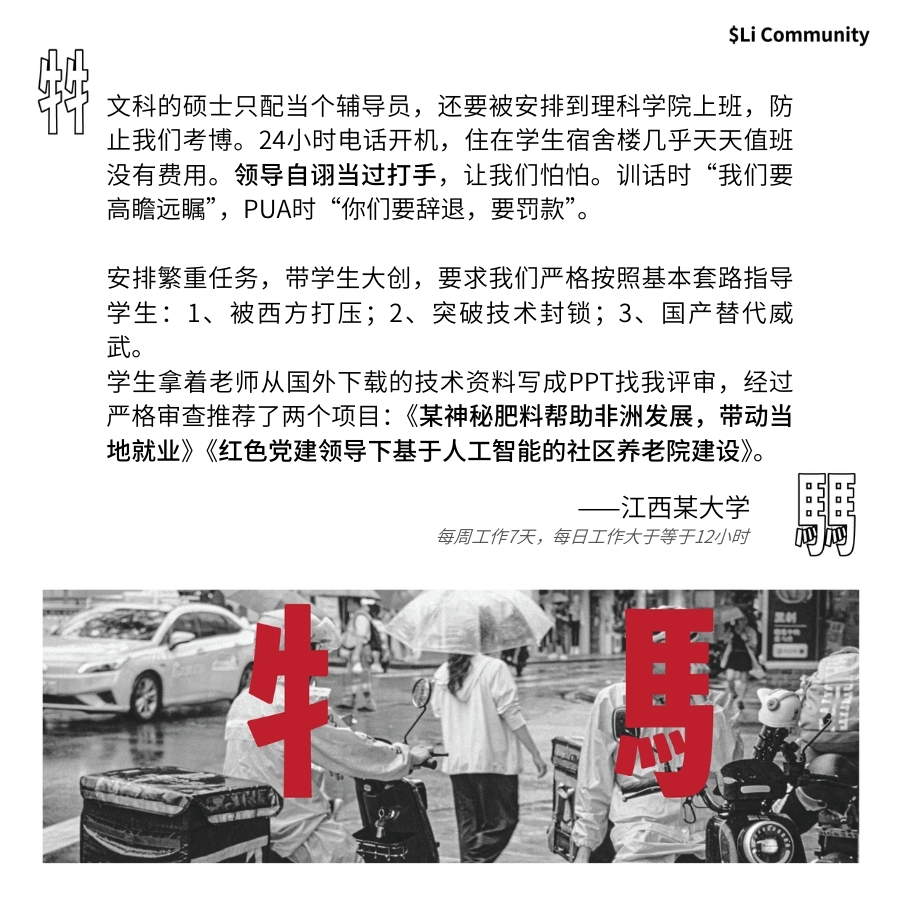 $Li Community
牜牜
文科的硕士只配当个辅导员，还要被安排到理科学院上班，防
止我们考博。24小时电话开机，住在学生宿舍楼几乎天天值班
没有费用。领导自诩当过打手，让我们怕怕。训话时“我们要
高瞻远瞩”，PUA时“你们要辞退，要罚款”。
安排繁重任务，带学生大创，要求我们严格按照基本套路指导
学生：1、被西方打压；2、突破技术封锁；3、国产替代威
武。
学生拿着老师从国外下载的技术资料写成PPT找我评审，经过
严格审查推荐了两个项目：《某神秘肥料帮助非洲发展，带动当
地就业》《红色党建领导下基于人工智能的社区养老院建设》。
——江西某大学
每周工作7天，每日工作大于等于12小时
馬馬
牜 馬